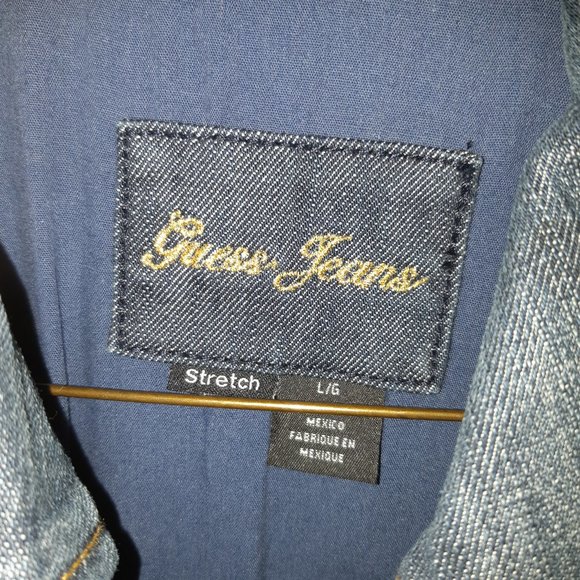 Guess Jeans
Stretch
L/G
MEXICO
FABRIQUE EN
MEXIQUE